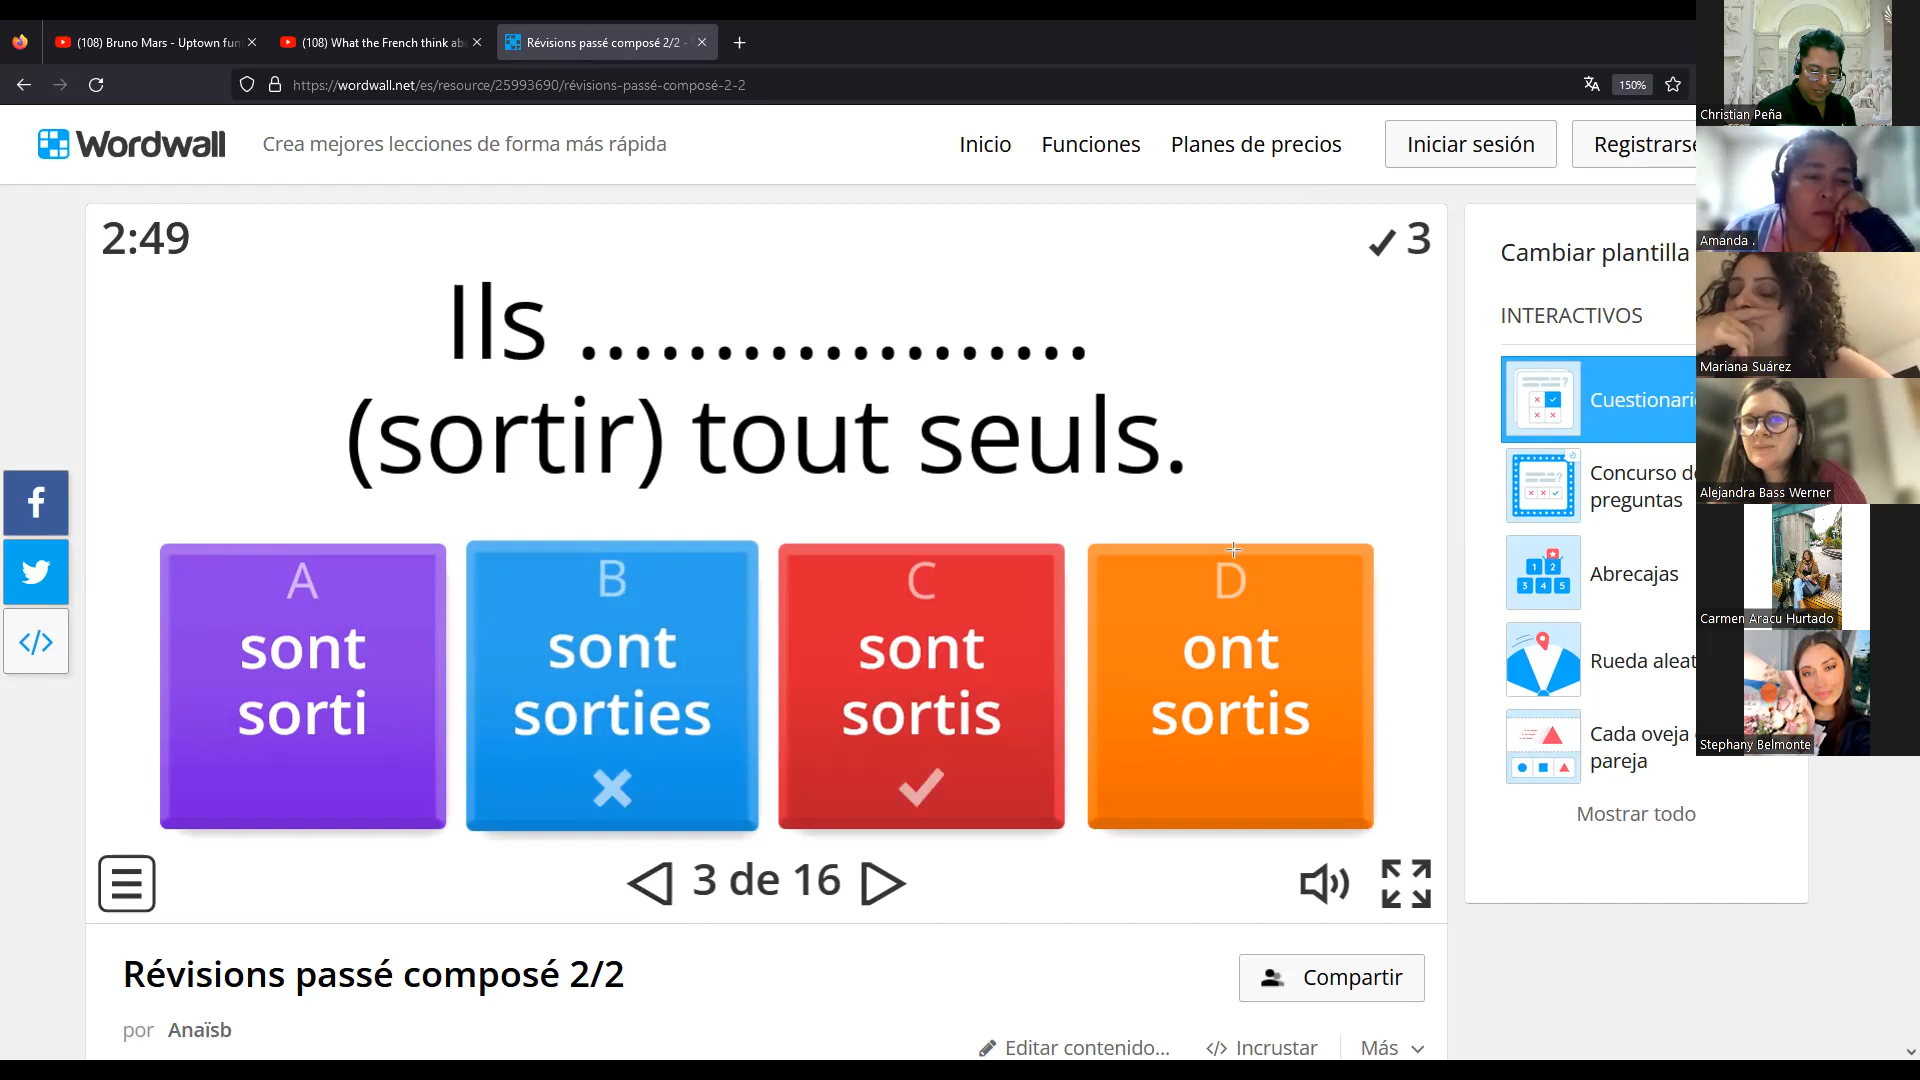 (108) Bruno Mars - Uptown fun
(108) What the French think ab
Révisions passé composé 2/2 -
https://wordwall.net/es/resource/25993690/révisions-passé-composé-2-2
150%
Wordwall
Crea mejores lecciones de forma más rápida
Inicio
Funciones
Planes de precios
Iniciar sesión
Registrarse
2:49
3
Ils ...................
(sortir) tout seuls.
A
sont
sorti
B
sont
sorties
C
sont
sortis
D
ont
sortis
3 de 16
Révisions passé composé 2/2
por Anaïsb
Compartir
Editar contenido...
Incrustar
Más
Cambiar plantilla
INTERACTIVOS
Cuestionari
Concurso de
preguntas
Abrecajas
Rueda aleat
Cada oveja
pareja
Mostrar todo
Christian Peña
Amanda .
Mariana Suárez
Alejandra Bass Werner
Carmen Aracu Hurtado
Stephany Belmonte